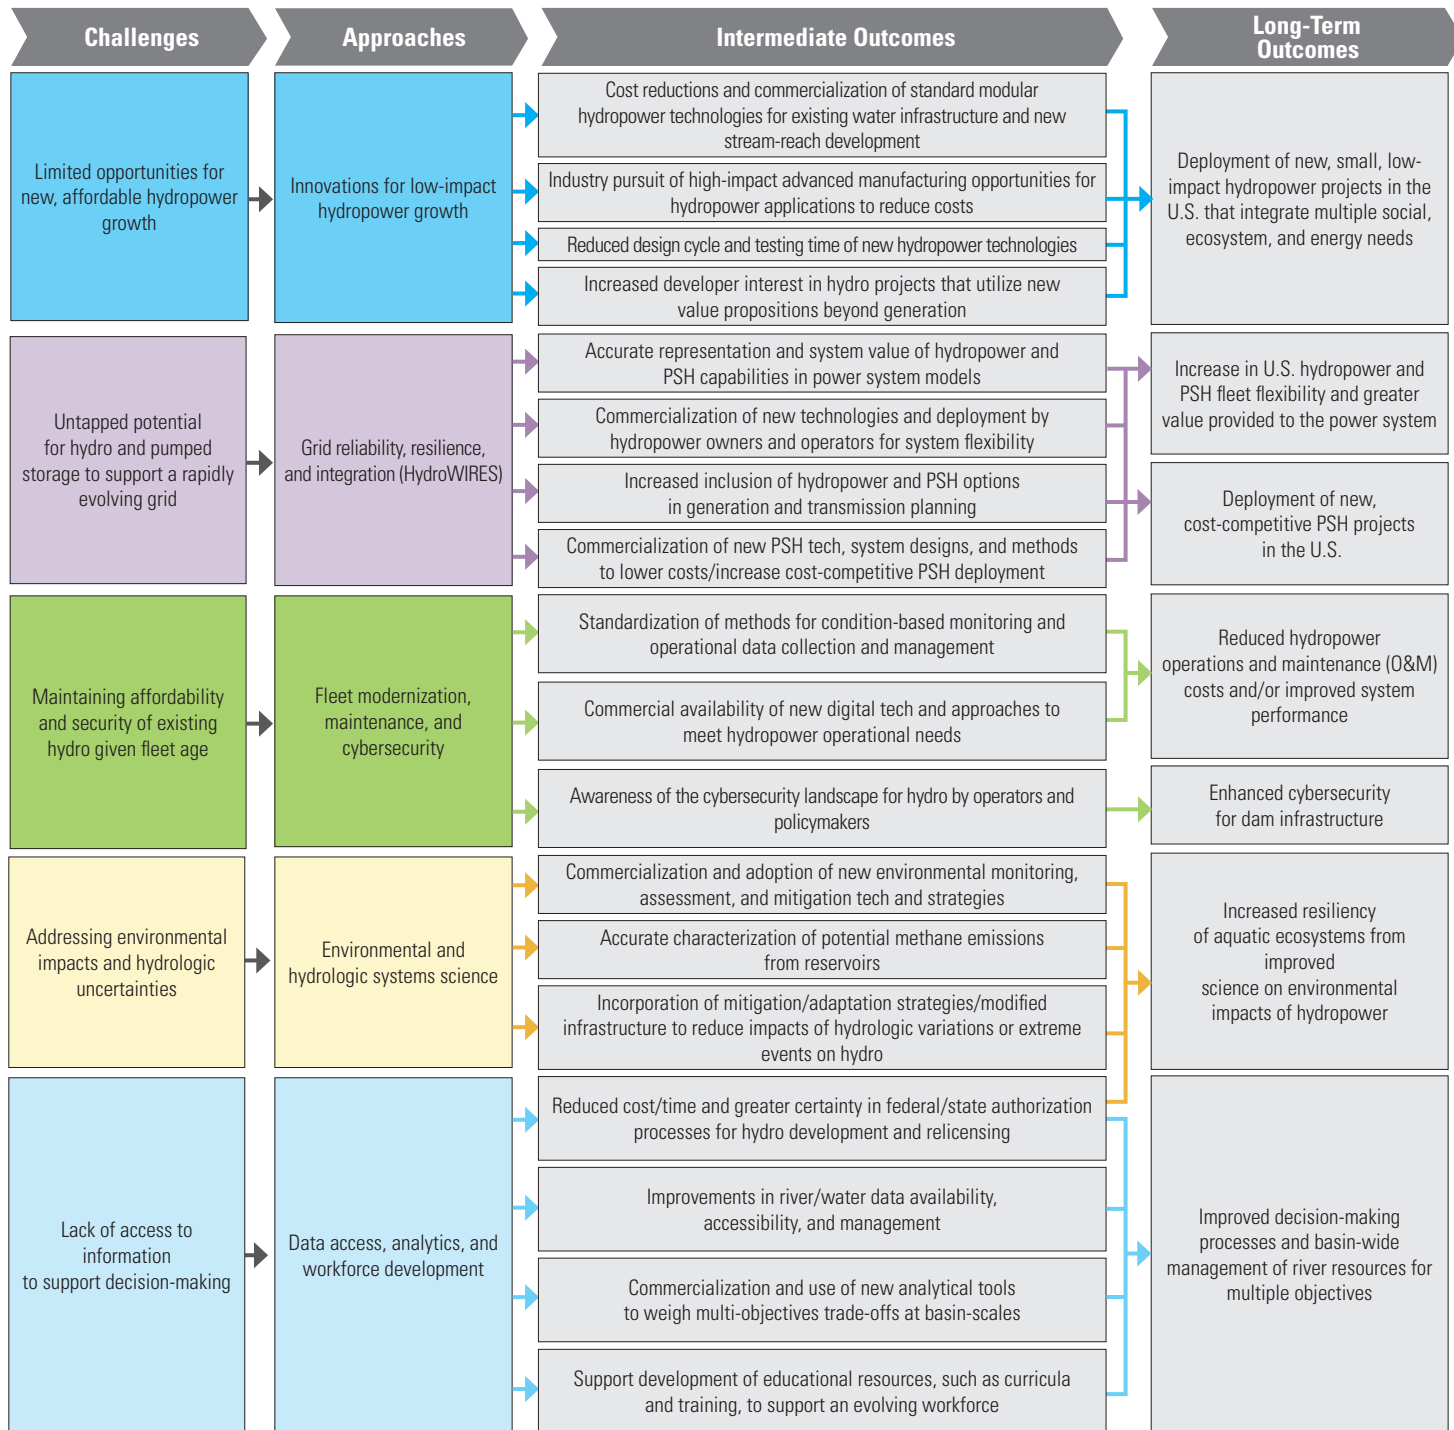 Challenges
Approaches
Intermediate Outcomes
Long-Term
Outcomes
Limited opportunities for
new, affordable hydropower
growth
Innovations for low-impact
hydropower growth
Cost reductions and commercialization of standard modular
hydropower technologies for existing water infrastructure and new
stream-reach development
Industry pursuit of high-impact advanced manufacturing opportunities for
hydropower applications to reduce costs
Reduced design cycle and testing time of new hydropower technologies
Increased developer interest in hydro projects that utilize new
value propositions beyond generation
Deployment of new, small, low-
impact hydropower projects in the
U.S. that integrate multiple social,
ecosystem, and energy needs
Untapped potential
for hydro and pumped
storage to support a rapidly
evolving grid
Grid reliability, resilience,
and integration (HydroWIRES)
Accurate representation and system value of hydropower and
PSH capabilities in power system models
Commercialization of new technologies and deployment by
hydropower owners and operators for system flexibility
Increased inclusion of hydropower and PSH options
in generation and transmission planning
Commercialization of new PSH tech, system designs, and methods
to lower costs/increase cost-competitive PSH deployment
Increase in U.S. hydropower and
PSH fleet flexibility and greater
value provided to the power system
Deployment of new,
cost-competitive PSH projects
in the U.S.
Maintaining affordability
and security of existing
hydro given fleet age
Fleet modernization,
maintenance, and
cybersecurity
Standardization of methods for condition-based monitoring and
operational data collection and management
Commercial availability of new digital tech and approaches to
meet hydropower operational needs
Awareness of the cybersecurity landscape for hydro by operators and
policymakers
Reduced hydropower
operations and maintenance (O&M)
costs and/or improved system
performance
Enhanced cybersecurity
for dam infrastructure
Addressing environmental
impacts and hydrologic
uncertainties
Environmental and
hydrologic systems science
Commercialization and adoption of new environmental monitoring,
assessment, and mitigation tech and strategies
Accurate characterization of potential methane emissions
from reservoirs
Incorporation of mitigation/adaptation strategies/modified
infrastructure to reduce impacts of hydrologic variations or extreme
events on hydro
Increased resiliency
of aquatic ecosystems from
improved
science on environmental
impacts of hydropower
Lack of access to
information
to support decision-making
Data access, analytics, and
workforce development
Reduced cost/time and greater certainty in federal/state authorization
processes for hydro development and relicensing
Improvements in river/water data availability,
accessibility, and management
Commercialization and use of new analytical tools
to weigh multi-objectives trade-offs at basin-scales
Support development of educational resources, such as curricula
and training, to support an evolving workforce
Improved decision-making
processes and basin-wide
management of river resources for
multiple objectives